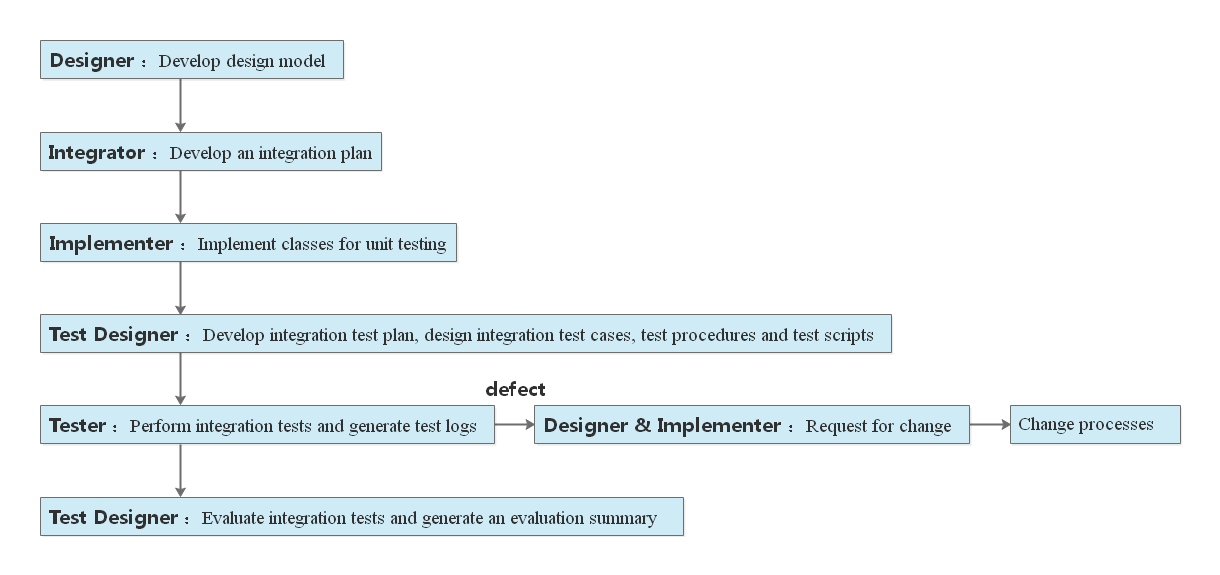 Designer ： Develop design model
Integrator ： Develop an integration plan
Implementer ： Implement classes for unit testing
Test Designer ： Develop integration test plan, design integration test cases, test procedures and test scripts
defect
Tester ： Perform integration tests and generate test logs
Designer & Implementer ： Request for change
Change processes
Test Designer ： Evaluate integration tests and generate an evaluation summary